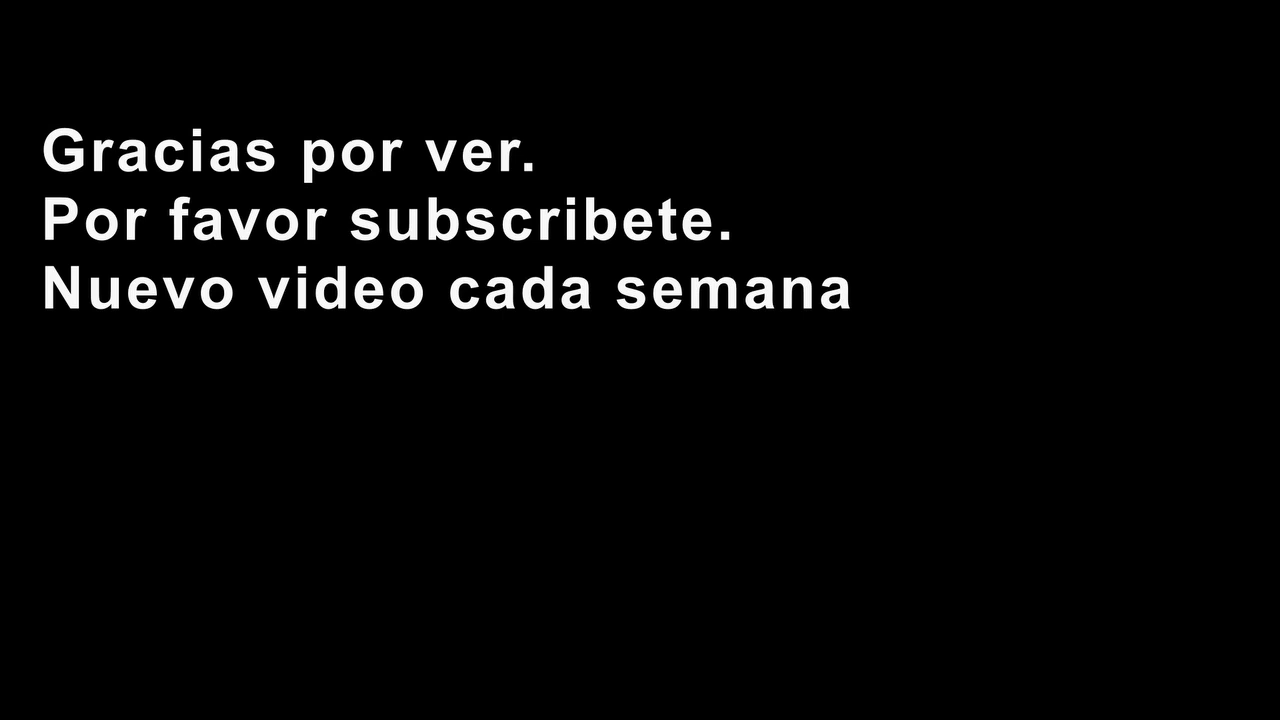 Gracias por ver.
Por favor subscribete.
Nuevo video cada semana